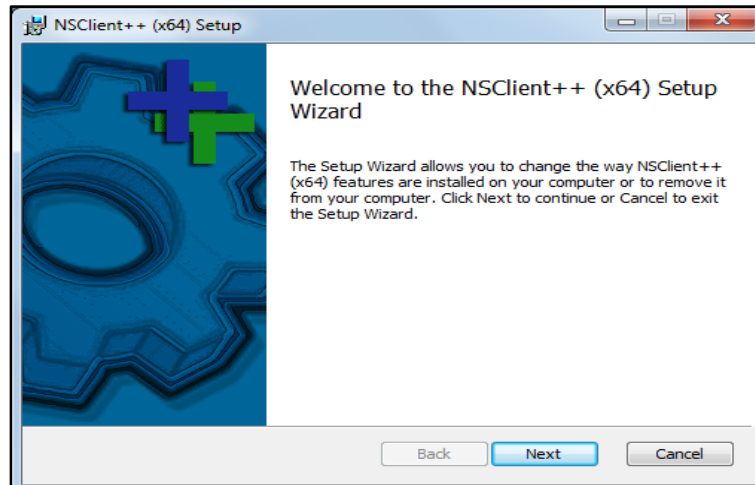 NSClient++ (x64) Setup
Welcome to the NSClient++ (x64) Setup
Wizard
The Setup Wizard allows you to change the way NSClient++
(x64) features are installed on your computer or to remove it
from your computer. Click Next to continue or Cancel to exit
the Setup Wizard.
Back Next Cancel